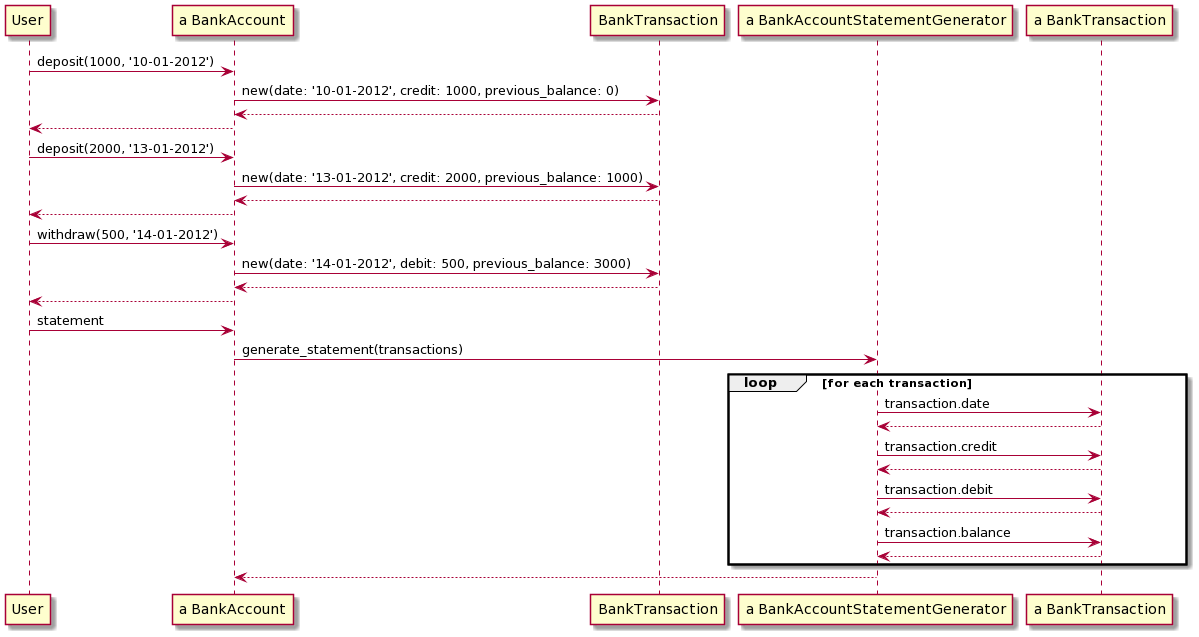 User a BankAccount BankTransaction a BankAccountStatementGenerator a BankTransaction
deposit(1000, '10-01-2012')
new(date: '10-01-2012', credit: 1000, previous_balance: 0)
deposit(2000, '13-01-2012')
new(date: '13-01-2012', credit: 2000, previous_balance: 1000)
withdraw(500, '14-01-2012')
new(date: '14-01-2012', debit: 500, previous_balance: 3000)
statement
generate_statement(transactions)
loop [for each transaction]
transaction.date
transaction.credit
transaction.debit
transaction.balance
User a BankAccount BankTransaction a BankAccountStatementGenerator a BankTransaction